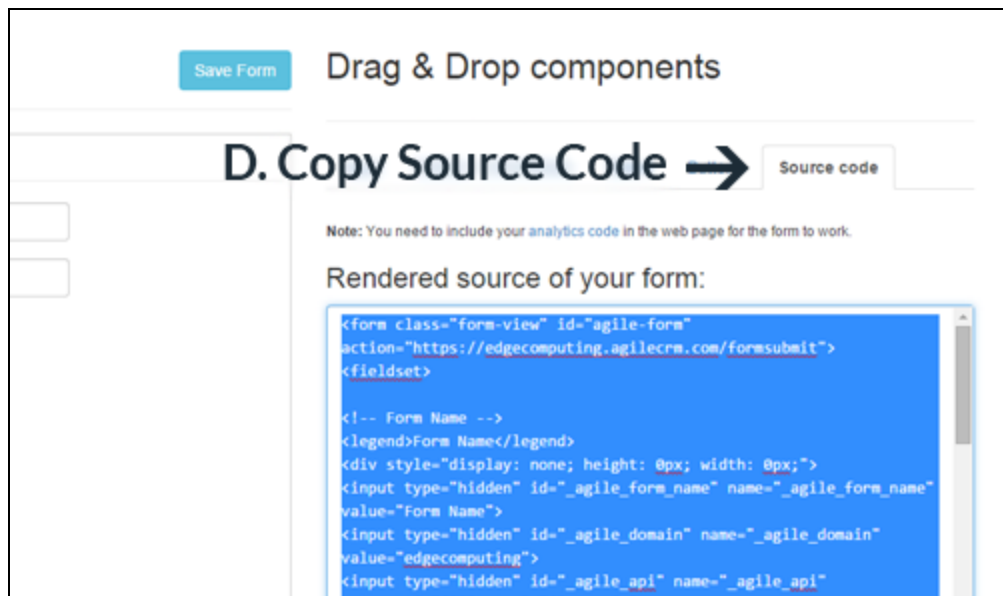 Save Form
Drag & Drop components
D. Copy Source Code →
Source code
Note: You need to include your analytics code in the web page for the form to work.
Rendered source of your form:
<form class="form-view" id="agile-form"
action="https://edgecomputing.agilecrm.com/formsubmit">
<fieldset>
<!-- Form Name -->
<legend>Form Name</legend>
<div style="display: none; height: 0px; width: 0px;">
<input type="hidden" id="_agile_form_name" name="_agile_form_name"
value="Form Name">
<input type="hidden" id="_agile_domain" name="_agile_domain"
value="edgecomputing">
<input type="hidden" id="_agile_api" name="_agile_api"